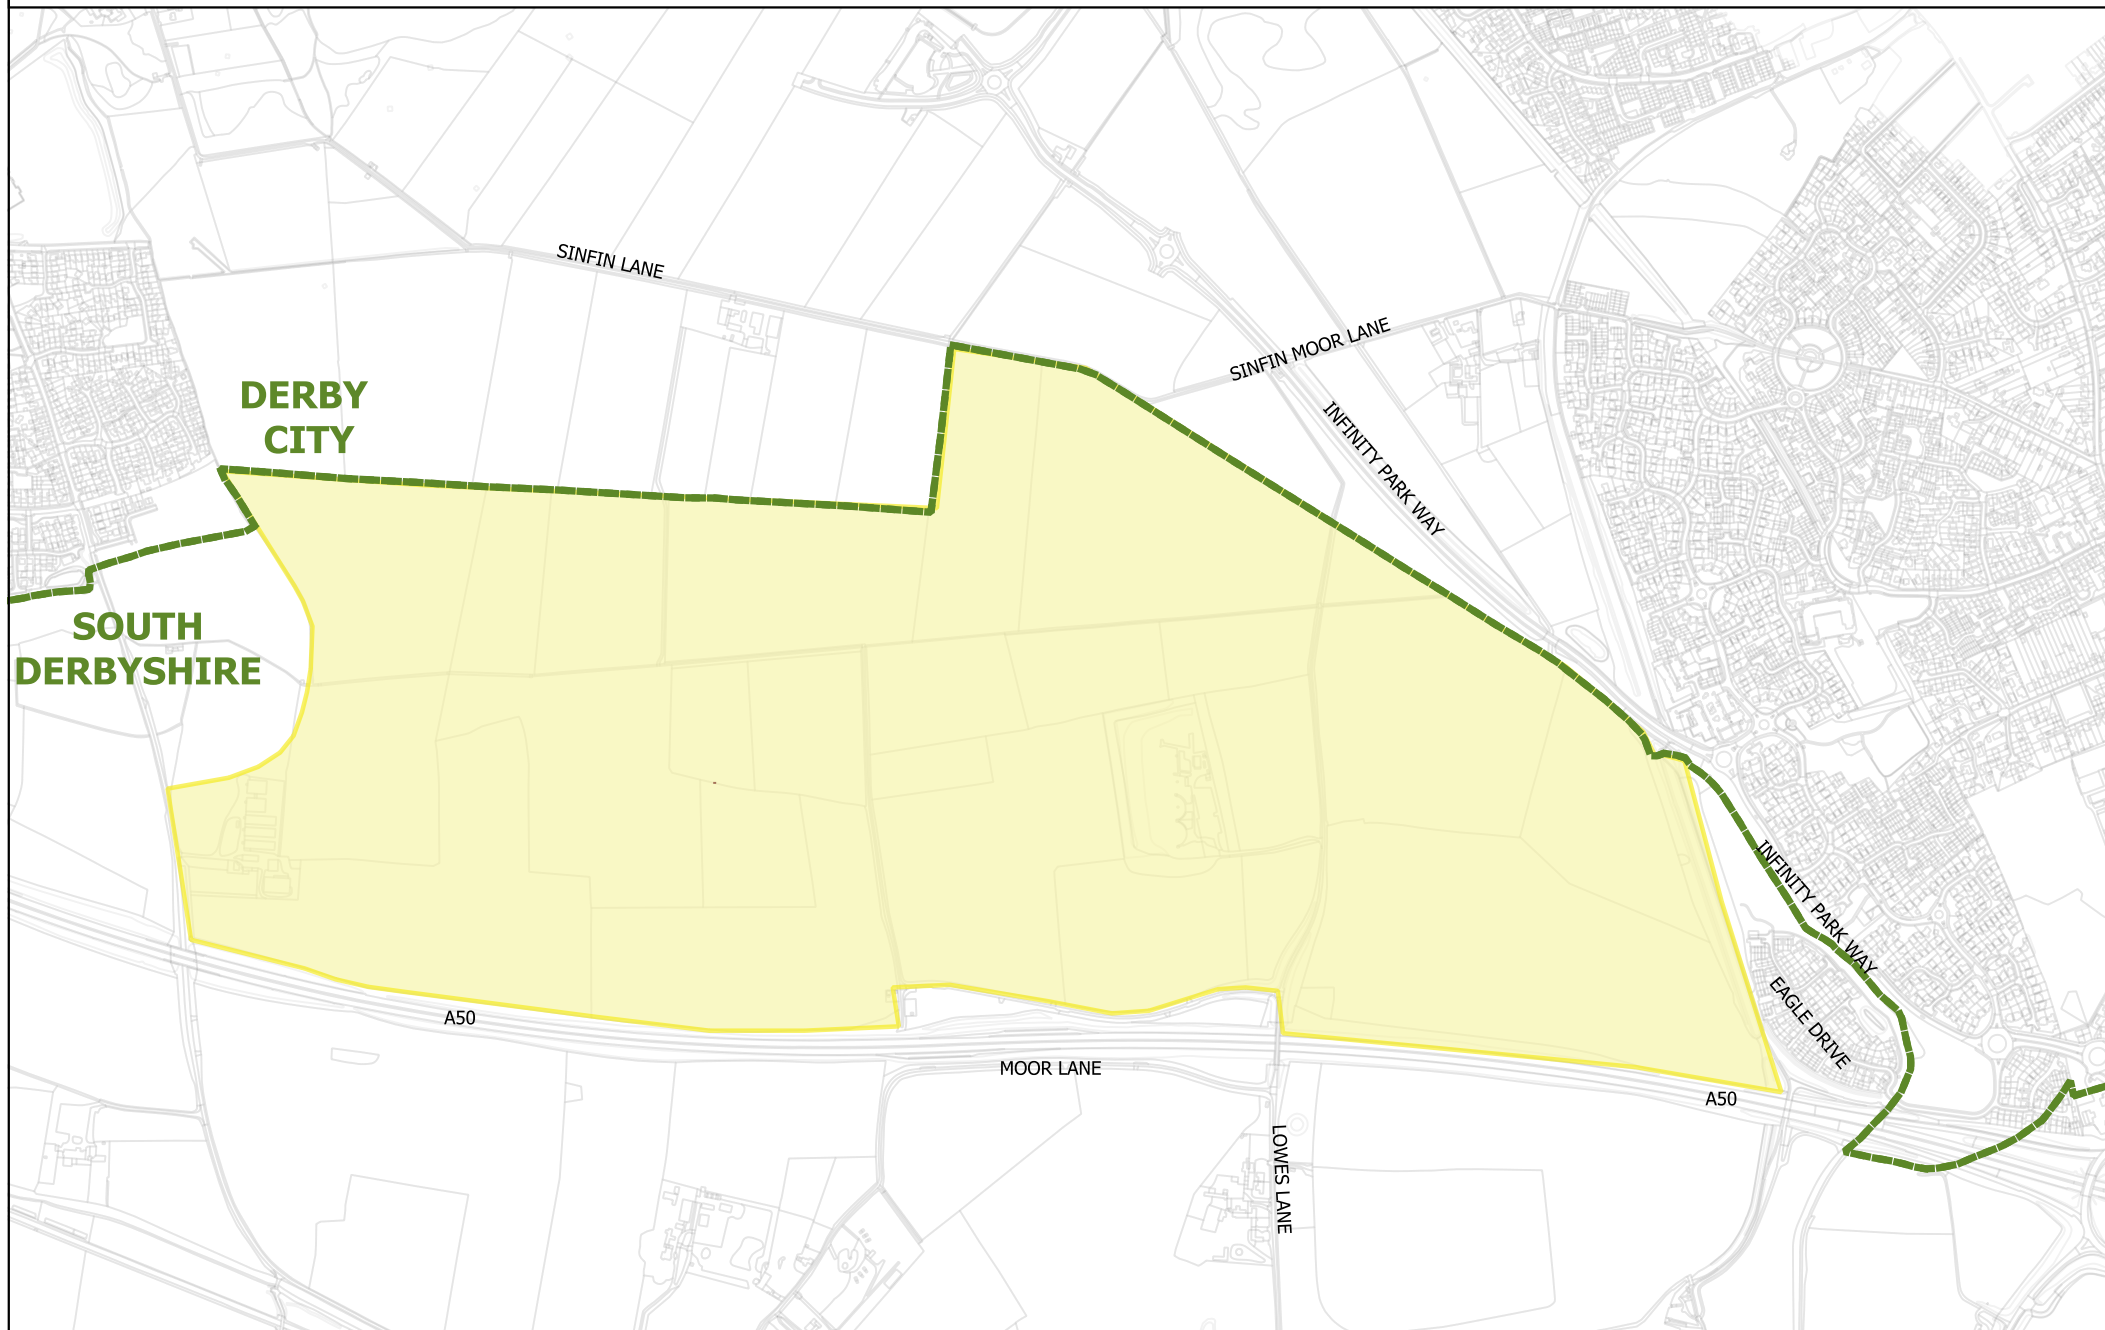 SINFIN LANE
SINFIN MOOR LANE
DERBY
CITY
INFINITY PARK WAY
SOUTH
DERBYSHIRE
INFINITY PARK WAY
EAGLE DRIVE
A50
MOOR LANE
A50
LOWES LANE